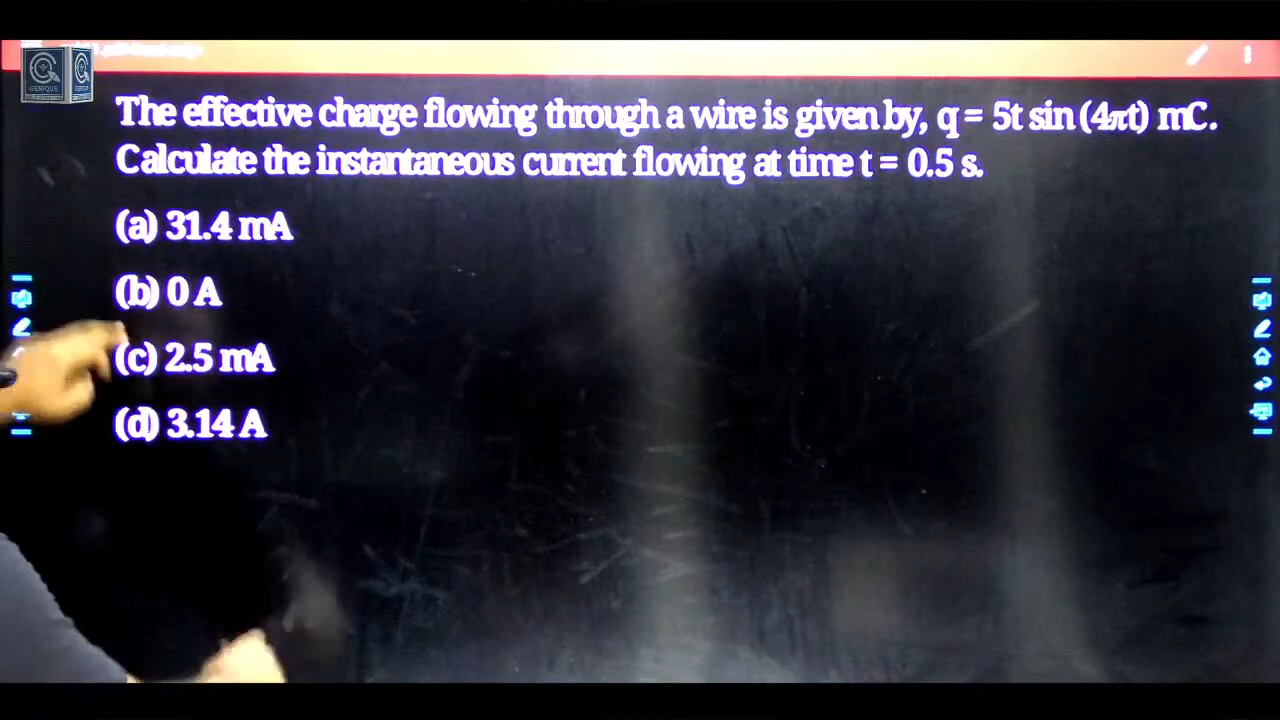 GENIQUE
The effective charge flowing through a wire is given by, q = 5t sin (4πt) mC.
Calculate the instantaneous current flowing at time t = 0.5 s.
(a) 31.4 mA
(b) 0 A
(c) 2.5 mA
(d) 3.14 A